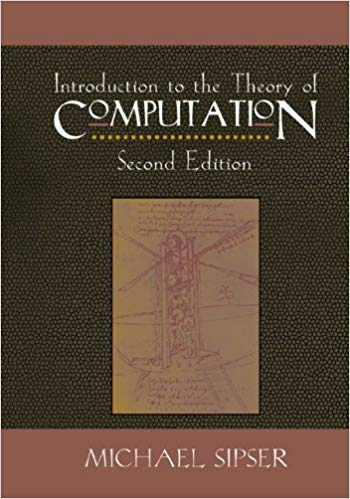 Introduction to the Theory of
COMPUTATION
Second Edition
MICHAEL SIPSER